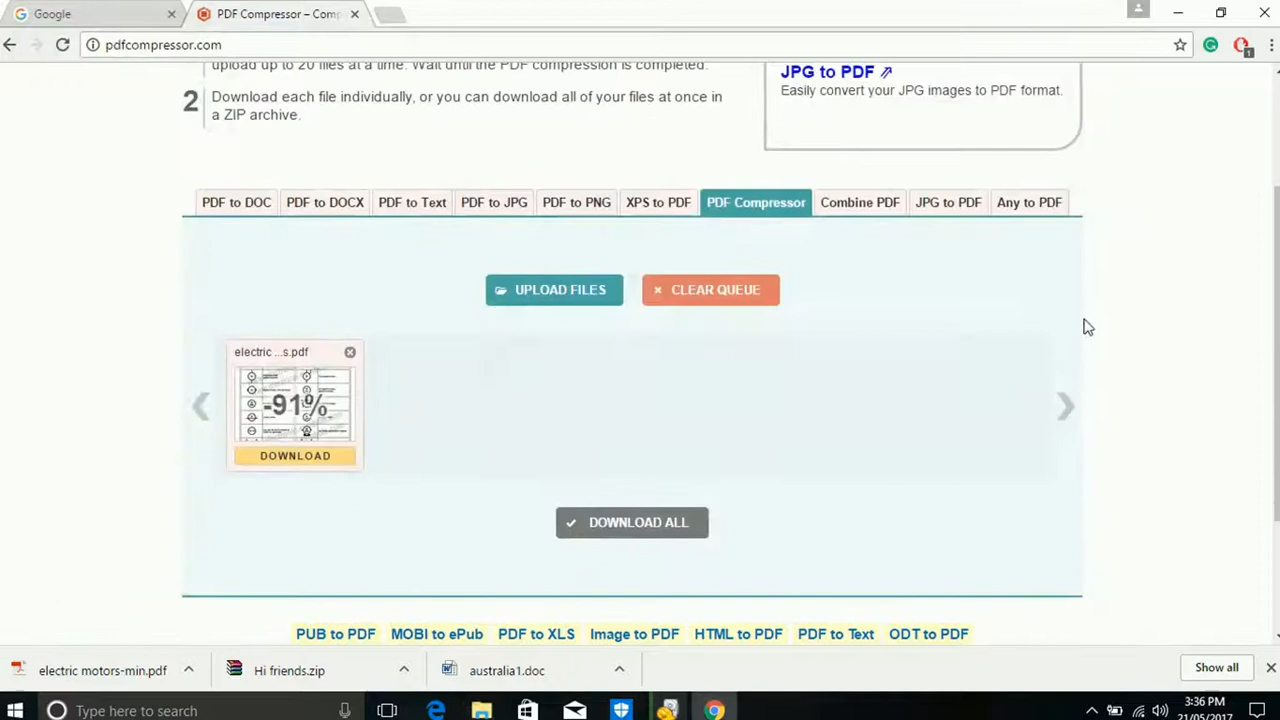 Google
PDF Compressor – Comp
pdfcompressor.com
1
upload up to 20 files at a time. Wait until the PDF compression is completed.
2
Download each file individually, or you can download all of your files at once in
a ZIP archive.
JPG to PDF
Easily convert your JPG images to PDF format.
PDF to DOC
PDF to DOCX
PDF to Text
PDF to JPG
PDF to PNG
XPS to PDF
PDF Compressor
Combine PDF
JPG to PDF
Any to PDF
UPLOAD FILES
CLEAR QUEUE
electric ...s.pdf
-91%
DOWNLOAD
DOWNLOAD ALL
PUB to PDF
MOBI to ePub
PDF to XLS
Image to PDF
HTML to PDF
PDF to Text
ODT to PDF
electric motors-min.pdf
Hi friends.zip
australia1.doc
Show all
Type here to search
3:36 PM
21/05/2017